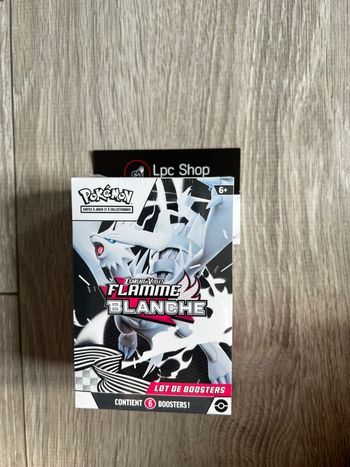 Lpc Shop
6+
POKÉMON
CARTES À JOUER ET À COLLECTIONNER
ÉCARLATE ET VIOLET
FLAMME
BLANCHE
LOT DE BOOSTERS
CONTIENT 6 BOOSTERS !